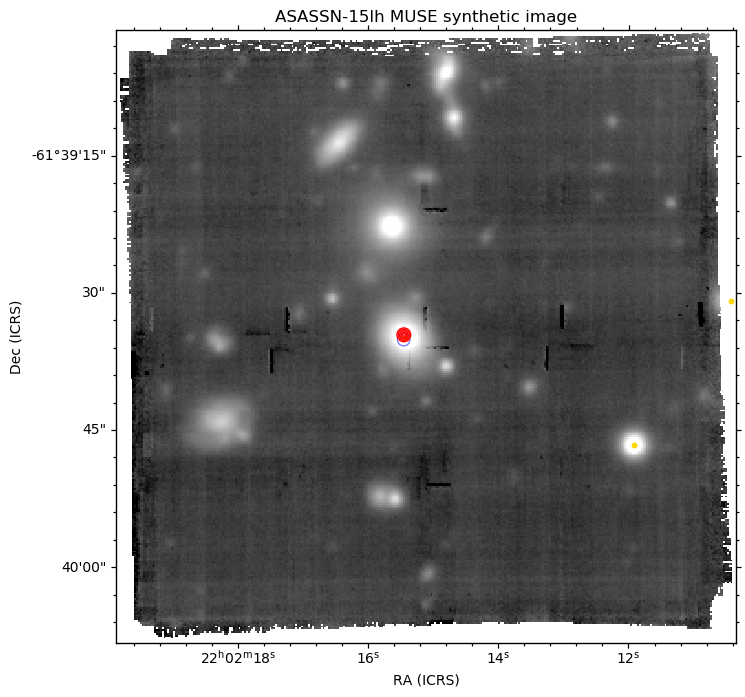 ASASSN-15lh MUSE synthetic image
-61°39'15"
30"
45"
40'00"
Dec (ICRS)
22ʰ02ᵐ18ˢ 16ˢ 14ˢ 12ˢ
RA (ICRS)